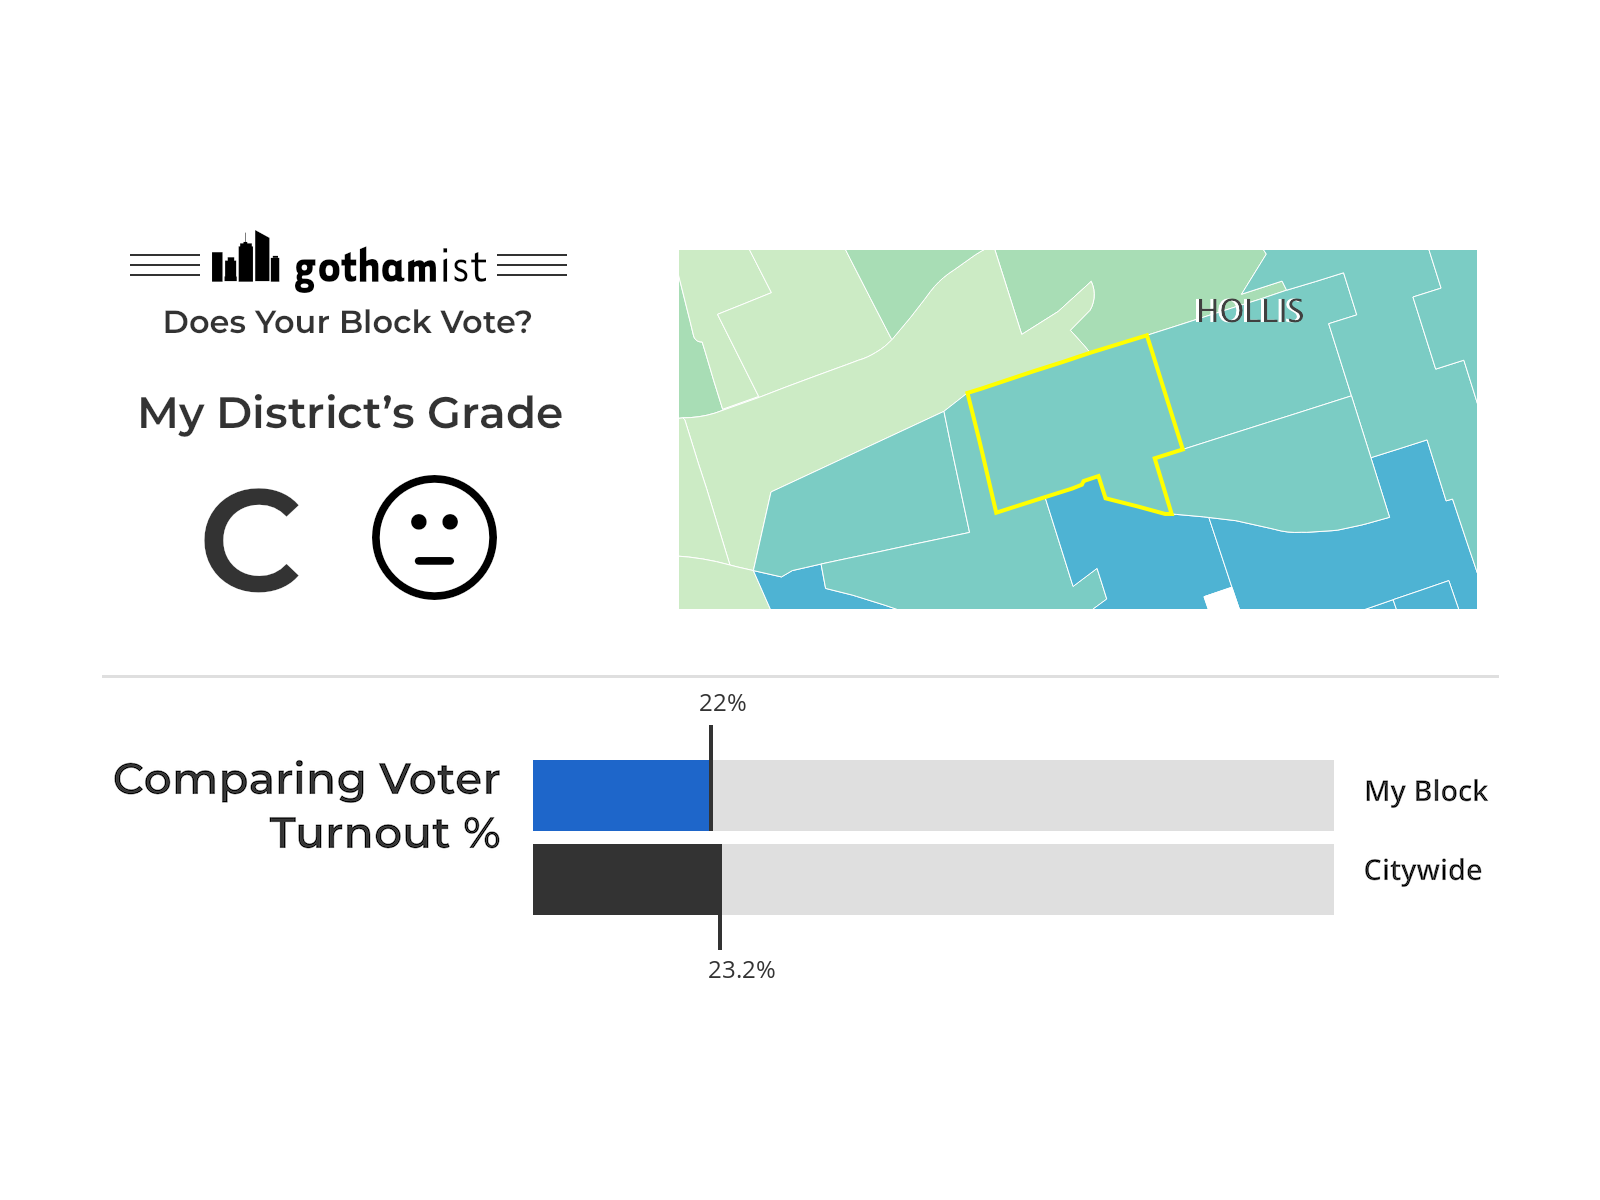 gothamist
Does Your Block Vote?
My District’s Grade
C
HOLLIS
22%
Comparing Voter
Turnout %
My Block
Citywide
23.2%